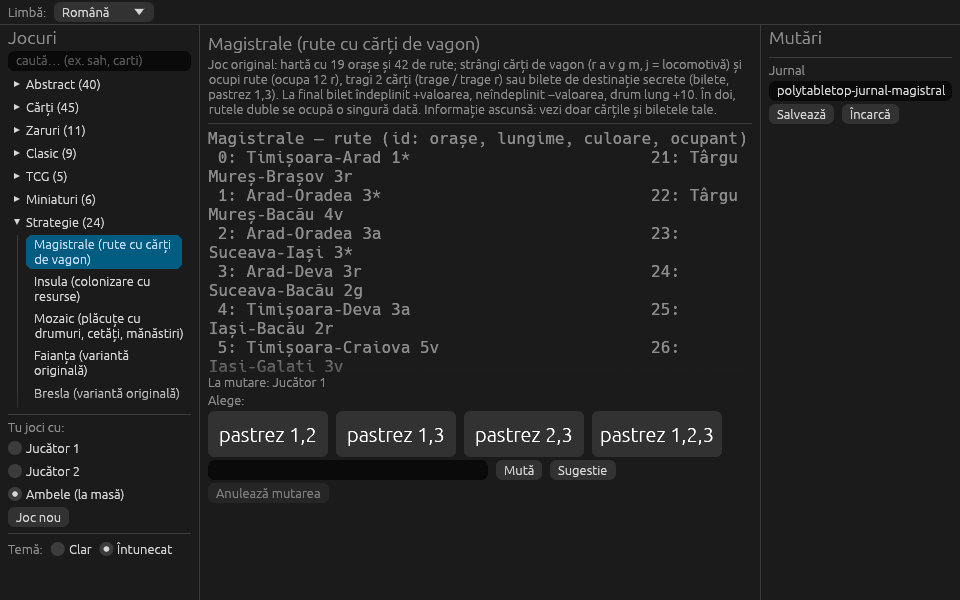 Limbă: Română
Jocuri
caută... (ex. sah, carti)
Abstract (40)
Cărți (45)
Zaruri (11)
Clasic (9)
TCG (5)
Miniaturi (6)
Strategie (24)
Magistrale (rute cu cărți
de vagon)
Insula (colonizare cu
resurse)
Mozaic (plăcuțe cu
drumuri, cetăți, mănăstiri)
Faianța (variantă
originală)
Bresla (variantă originală)
Tu joci cu:
Jucător 1
Jucător 2
Ambele (la masă)
Joc nou
Temă: Clar Întunecat
Magistrale (rute cu cărți de vagon)
Joc original: hartă cu 19 orașe și 42 de rute; strângi cărți de vagon (r a v g m, j = locomotivă) și
ocupi rute (ocupa 12 r), tragi 2 cărți (trage / trage r) sau bilete de destinație secrete (bilete,
pastrez 1,3). La final bilet îndeplinit +valoarea, neîndeplinit −valoarea, drum lung +10. În doi,
rutele duble se ocupă o singură dată. Informație ascunsă: vezi doar cărțile și biletele tale.
Magistrale — rute (id: orașe, lungime, culoare, ocupant)
0: Timișoara-Arad 1* 21: Târgu
Mureș-Brașov 3r
1: Arad-Oradea 3* 22: Târgu
Mureș-Bacău 4v
2: Arad-Oradea 3a 23:
Suceava-Iași 3*
3: Arad-Deva 3r 24:
Suceava-Bacău 2g
4: Timișoara-Deva 3a 25:
Iași-Bacău 2r
5: Timișoara-Craiova 5v 26:
Iași-Galați 3v
La mutare: Jucător 1
Alege:
pastrez 1,2 pastrez 1,3 pastrez 2,3 pastrez 1,2,3
Mută Sugestie
Anulează mutarea
Mutări
Jurnal
polytabletop-jurnal-magistral
Salvează Încarcă